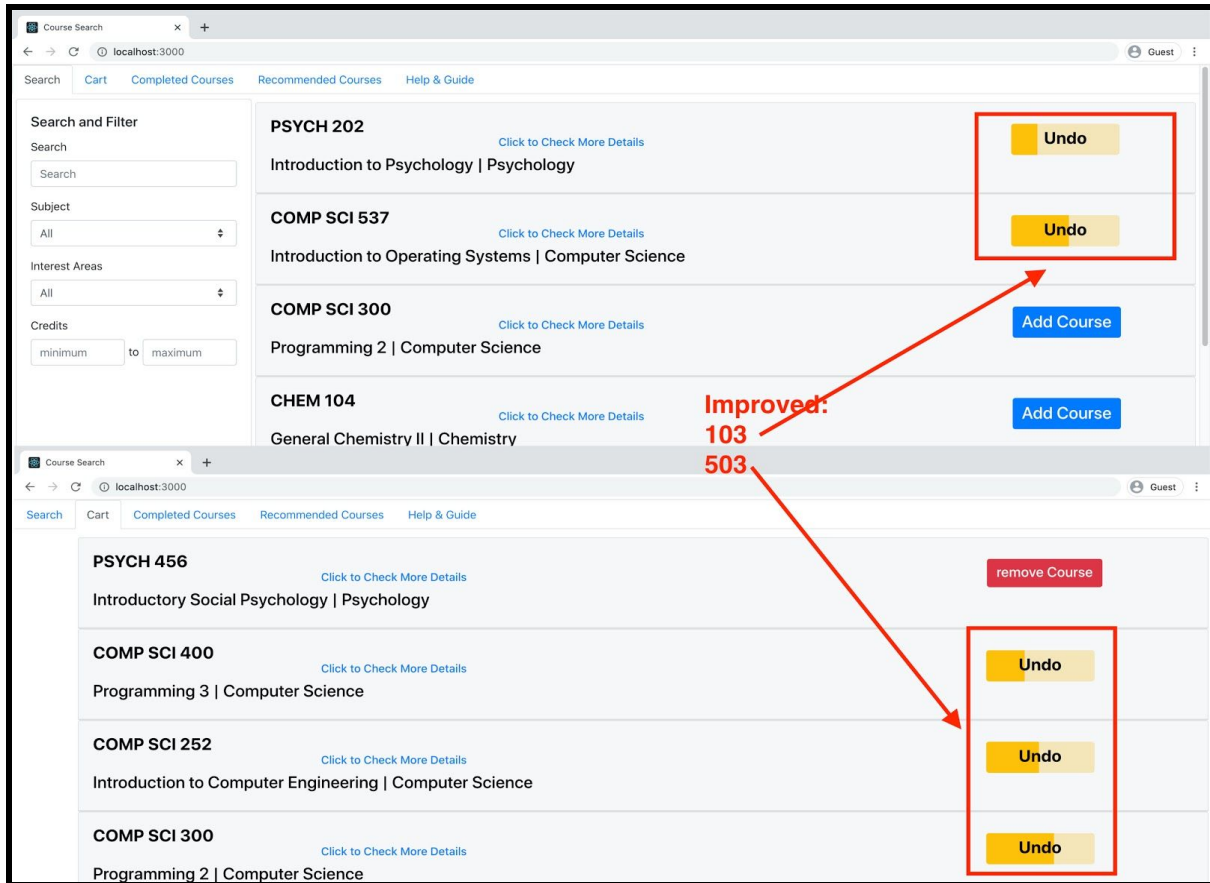 Course Search
localhost:3000
Guest
Search Cart Completed Courses Recommended Courses Help & Guide
Search and Filter
Search
Search
Subject
All
Interest Areas
All
Credits
minimum to maximum
PSYCH 202
Click to Check More Details
Introduction to Psychology | Psychology
Undo
COMP SCI 537
Click to Check More Details
Introduction to Operating Systems | Computer Science
Undo
COMP SCI 300
Click to Check More Details
Programming 2 | Computer Science
Add Course
CHEM 104
Click to Check More Details
General Chemistry II | Chemistry
Add Course
Improved:
103
503
Course Search
localhost:3000
Guest
Search Cart Completed Courses Recommended Courses Help & Guide
PSYCH 456
Click to Check More Details
Introductory Social Psychology | Psychology
remove Course
COMP SCI 400
Click to Check More Details
Programming 3 | Computer Science
Undo
COMP SCI 252
Click to Check More Details
Introduction to Computer Engineering | Computer Science
Undo
COMP SCI 300
Click to Check More Details
Programming 2 | Computer Science
Undo